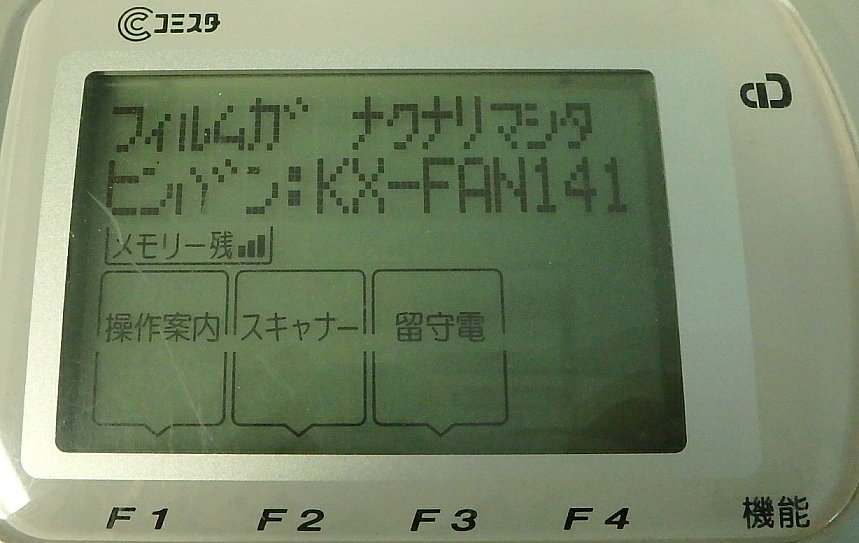 コミスタ
フィルムガ ナクナリマシタ
ヒンバン:KX-FAN141
メモリー残
操作案内 スキャナー 留守電
F1 F2 F3 F4 機能